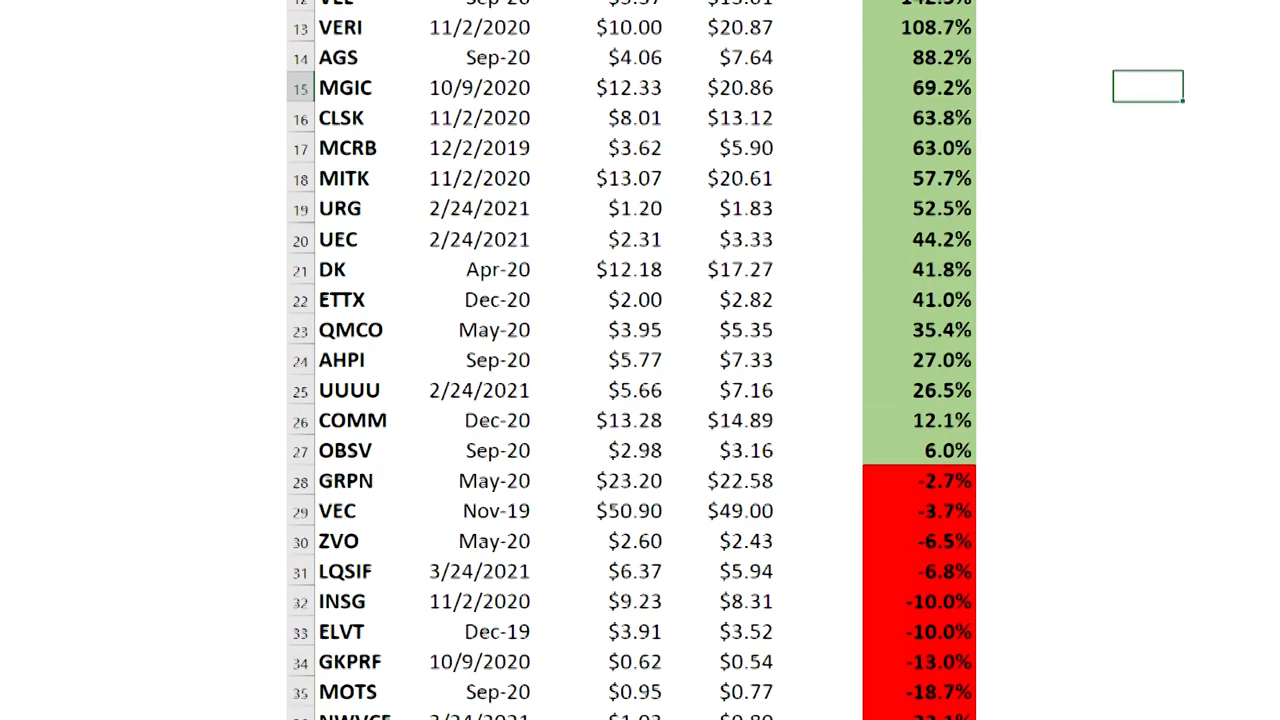 13 VERI 11/2/2020 $10.00 $20.87 108.7%
14 AGS Sep-20 $4.06 $7.64 88.2%
15 MGIC 10/9/2020 $12.33 $20.86 69.2%
16 CLSK 11/2/2020 $8.01 $13.12 63.8%
17 MCRB 12/2/2019 $3.62 $5.90 63.0%
18 MITK 11/2/2020 $13.07 $20.61 57.7%
19 URG 2/24/2021 $1.20 $1.83 52.5%
20 UEC 2/24/2021 $2.31 $3.33 44.2%
21 DK Apr-20 $12.18 $17.27 41.8%
22 ETTX Dec-20 $2.00 $2.82 41.0%
23 QMCO May-20 $3.95 $5.35 35.4%
24 AHPI Sep-20 $5.77 $7.33 27.0%
25 UUUU 2/24/2021 $5.66 $7.16 26.5%
26 COMM Dec-20 $13.28 $14.89 12.1%
27 OBSV Sep-20 $2.98 $3.16 6.0%
28 GRPN May-20 $23.20 $22.58 -2.7%
29 VEC Nov-19 $50.90 $49.00 -3.7%
30 ZVO May-20 $2.60 $2.43 -6.5%
31 LQSIF 3/24/2021 $6.37 $5.94 -6.8%
32 INSG 11/2/2020 $9.23 $8.31 -10.0%
33 ELVT Dec-19 $3.91 $3.52 -10.0%
34 GKPRF 10/9/2020 $0.62 $0.54 -13.0%
35 MOTS Sep-20 $0.95 $0.77 -18.7%